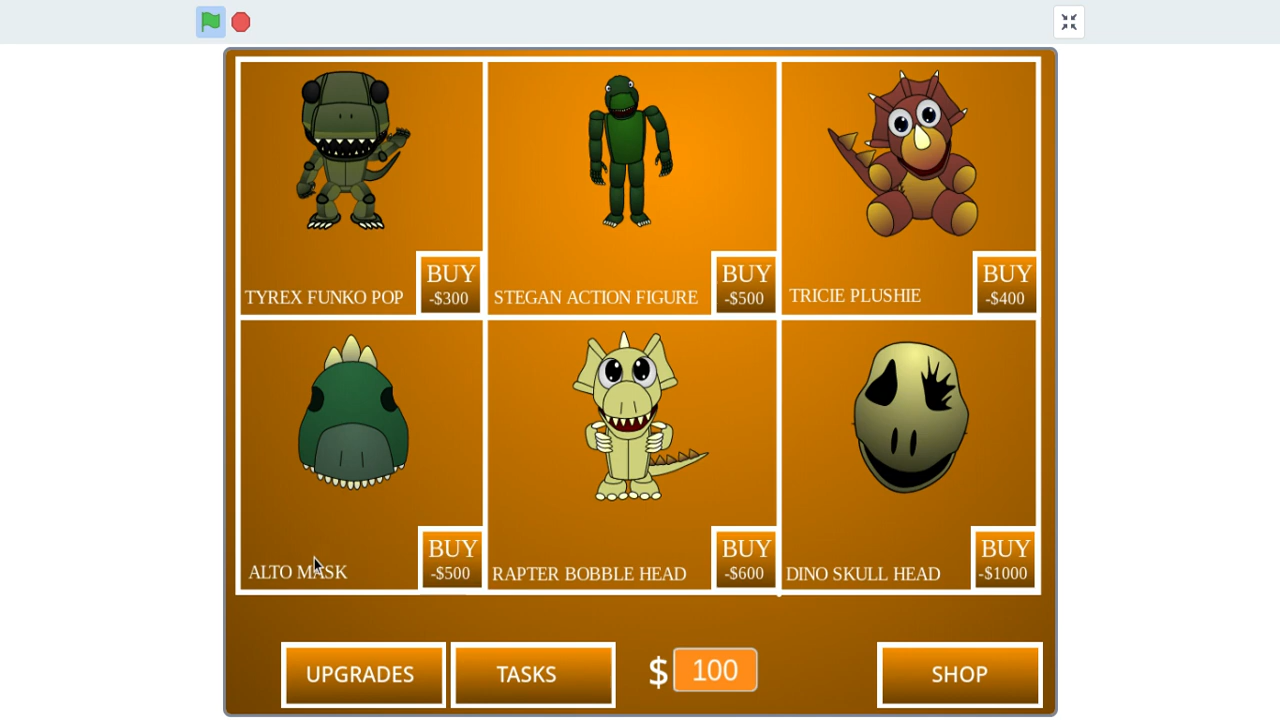 BUY
-$300
TYREX FUNKO POP
BUY
-$500
STEGAN ACTION FIGURE
BUY
-$400
TRICIE PLUSHIE
BUY
-$500
ALTO MASK
BUY
-$600
RAPTER BOBBLE HEAD
BUY
-$1000
DINO SKULL HEAD
UPGRADES
TASKS
$ 100
SHOP